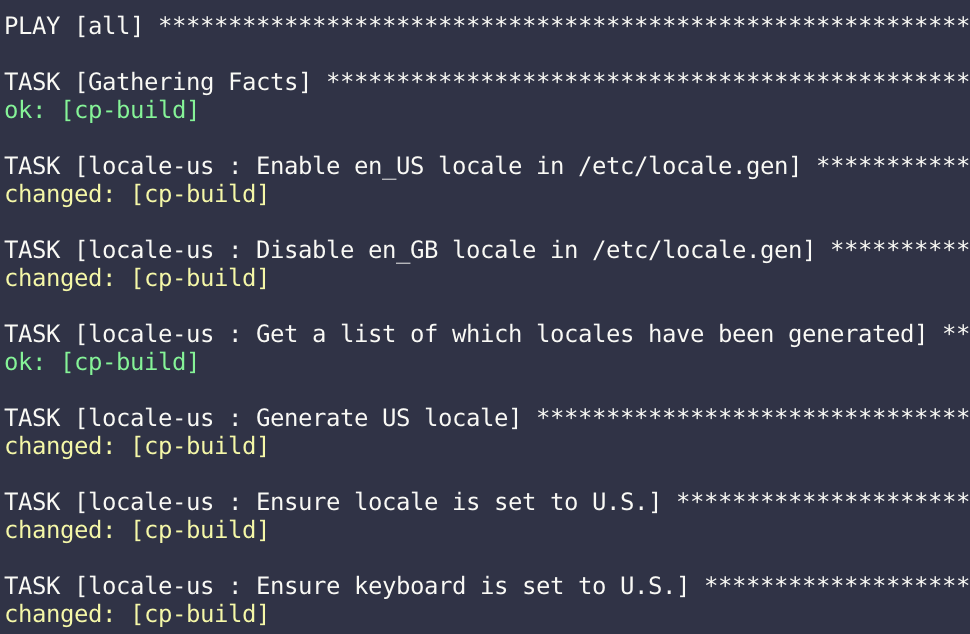 PLAY [all] **********************************************************
TASK [Gathering Facts] **********************************************
ok: [cp-build]
TASK [locale-us : Enable en_US locale in /etc/locale.gen] ***********
changed: [cp-build]
TASK [locale-us : Disable en_GB locale in /etc/locale.gen] **********
changed: [cp-build]
TASK [locale-us : Get a list of which locales have been generated] **
ok: [cp-build]
TASK [locale-us : Generate US locale] *******************************
changed: [cp-build]
TASK [locale-us : Ensure locale is set to U.S.] *********************
changed: [cp-build]
TASK [locale-us : Ensure keyboard is set to U.S.] *******************
changed: [cp-build]